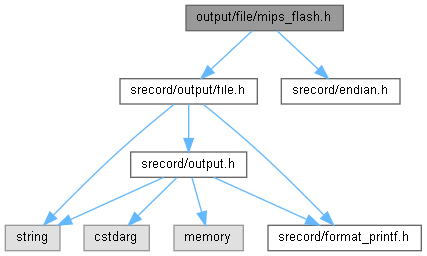 output/file/mips_flash.h
srecord/output/file.h
srecord/endian.h
srecord/output.h
string
cstdarg
memory
srecord/format_printf.h